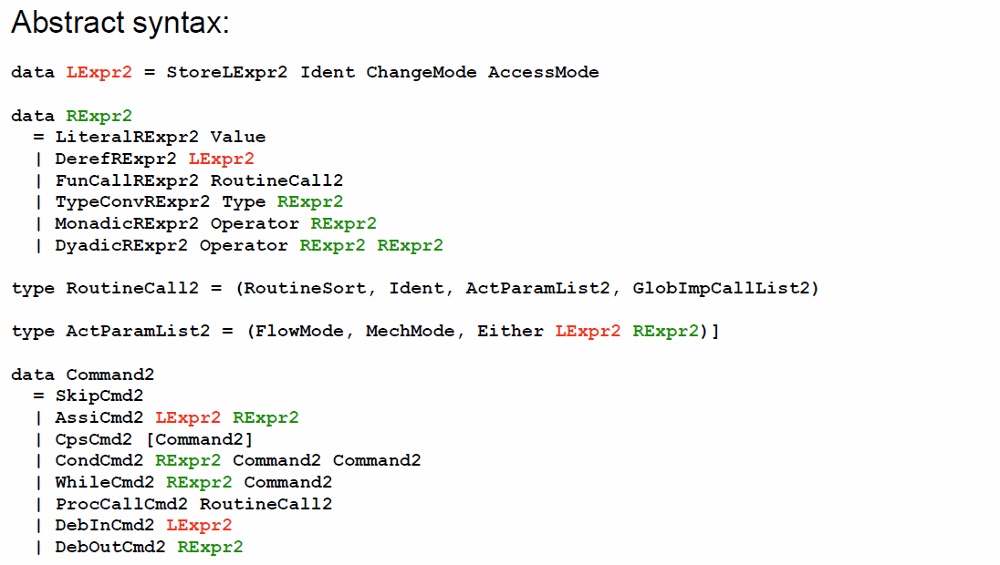 Abstract syntax:
data LExpr2 = StoreLExpr2 Ident ChangeMode AccessMode
data RExpr2
= LiteralRExpr2 Value
| DerefRExpr2 LExpr2
| FunCallRExpr2 RoutineCall2
| TypeConvRExpr2 Type RExpr2
| MonadicRExpr2 Operator RExpr2
| DyadicRExpr2 Operator RExpr2 RExpr2
type RoutineCall2 = (RoutineSort, Ident, ActParamList2, GlobImpCallList2)
type ActParamList2 = (FlowMode, MechMode, Either LExpr2 RExpr2)]
data Command2
= SkipCmd2
| AssiCmd2 LExpr2 RExpr2
| CpsCmd2 [Command2]
| CondCmd2 RExpr2 Command2 Command2
| WhileCmd2 RExpr2 Command2
| ProcCallCmd2 RoutineCall2
| DebInCmd2 LExpr2
| DebOutCmd2 RExpr2